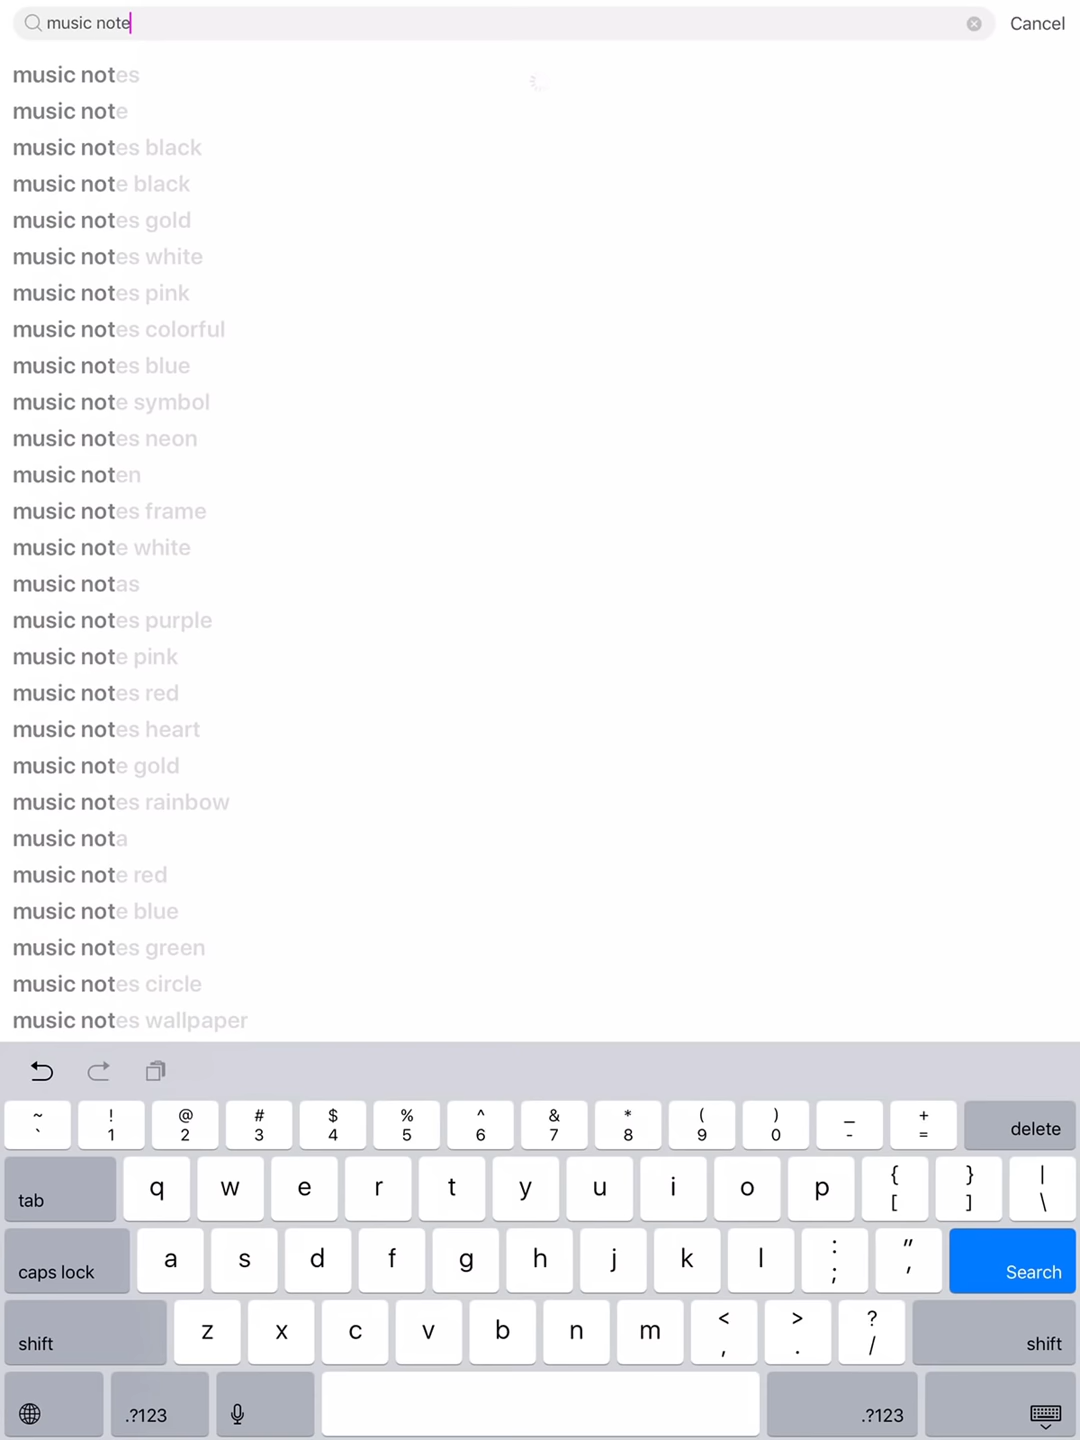 music note
Cancel
music notes
music note
music notes black
music note black
music notes gold
music notes white
music notes pink
music notes colorful
music notes blue
music note symbol
music notes neon
music noten
music notes frame
music note white
music notas
music notes purple
music note pink
music notes red
music notes heart
music note gold
music notes rainbow
music nota
music note red
music note blue
music notes green
music notes circle
music notes wallpaper
~ ! @ # $ % ^ & * ( ) _ +
` 1 2 3 4 5 6 7 8 9 0 - = delete
tab q w e r t y u i o p { [ } ] | \
caps lock a s d f g h j k l : ; " ' Search
shift z x c v b n m < , > . ? / shift
.?123 .?123